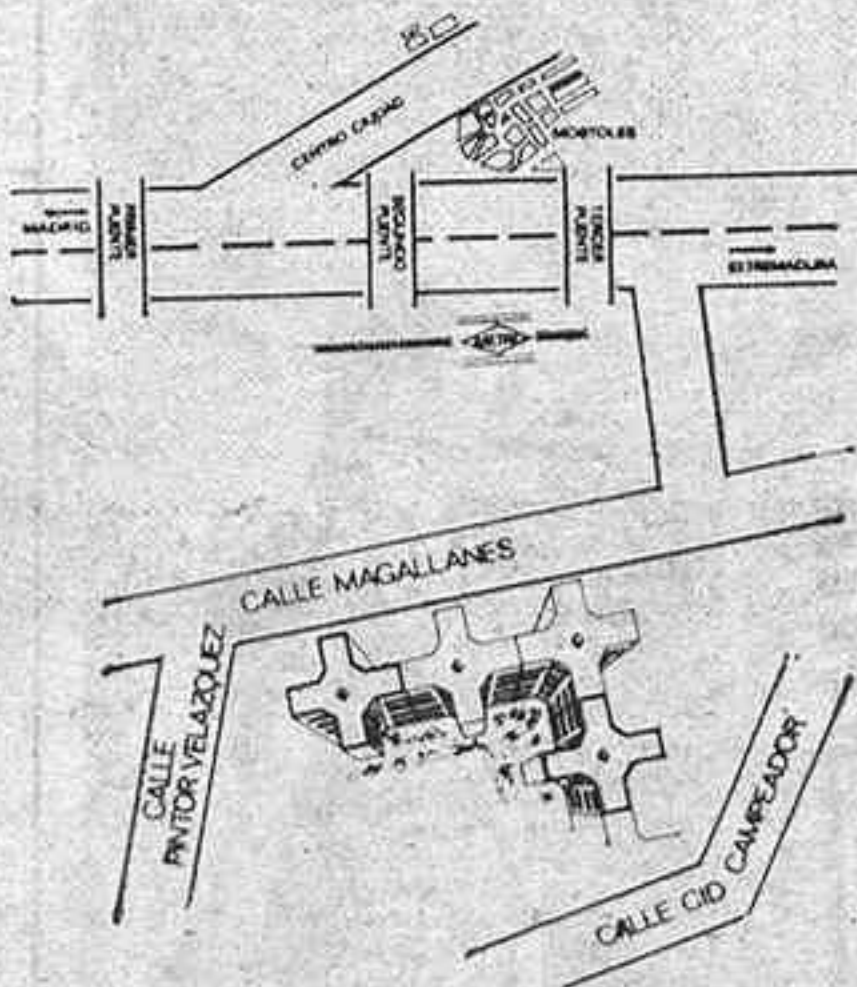 CENTRO CIUDAD
MOSTOLES
MADRID
PRIMER
PUENTE
SEGUNDO
PUENTE
TERCER
PUENTE
EXTREMADURA
METRO
CALLE MAGALLANES
CALLE
PINTOR VELAZQUEZ
CALLE CID CAMPEADOR